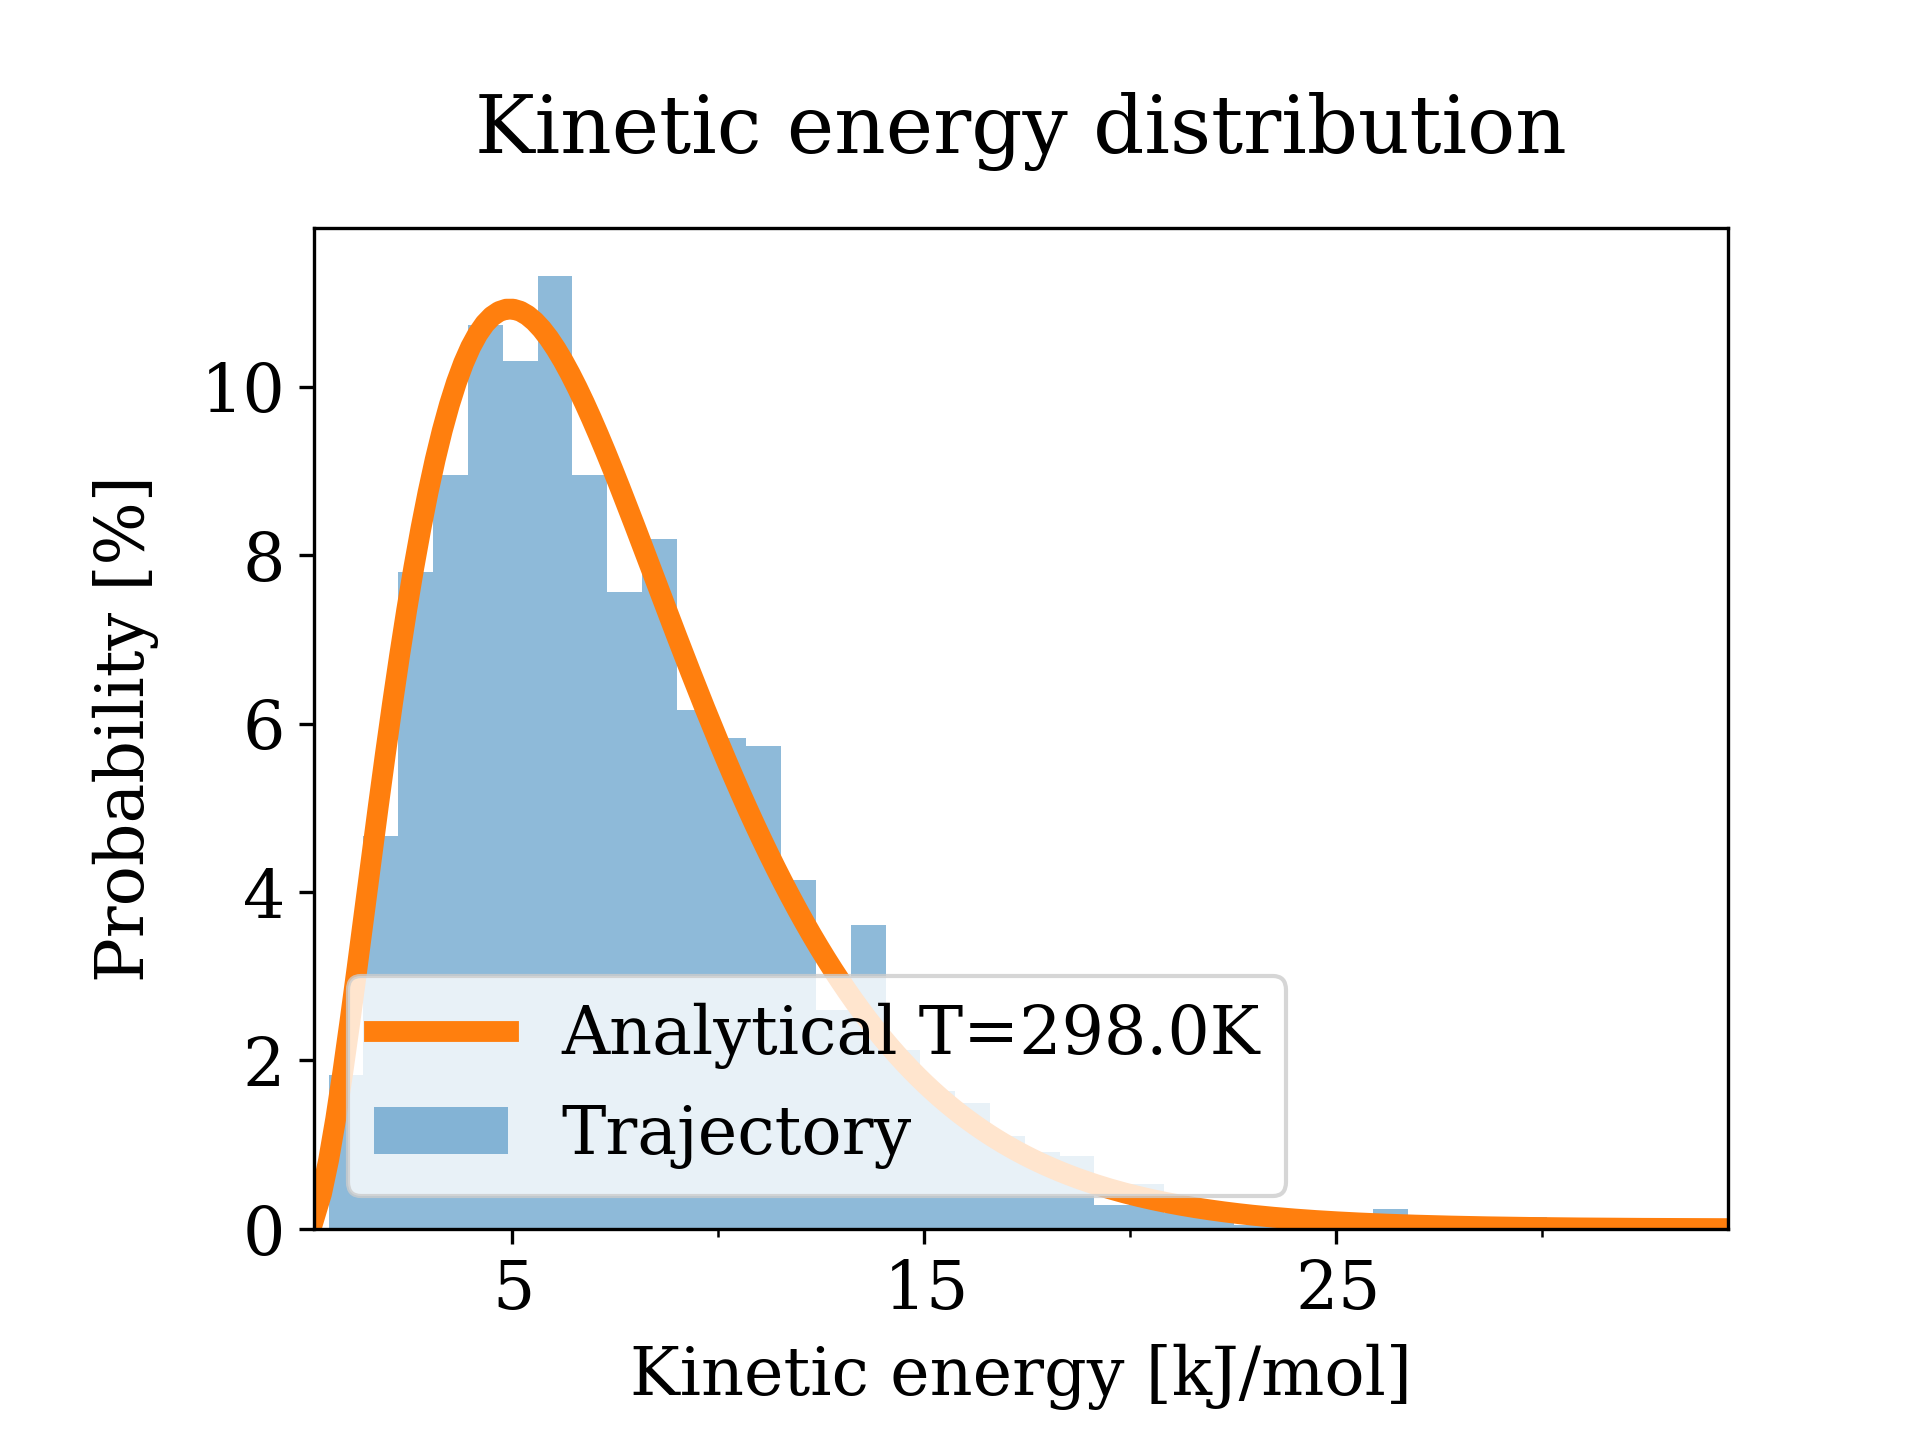 Kinetic energy distribution
Probability [%]
10
8
6
4
2
0
Analytical T=298.0K
Trajectory
5 15 25
Kinetic energy [kJ/mol]